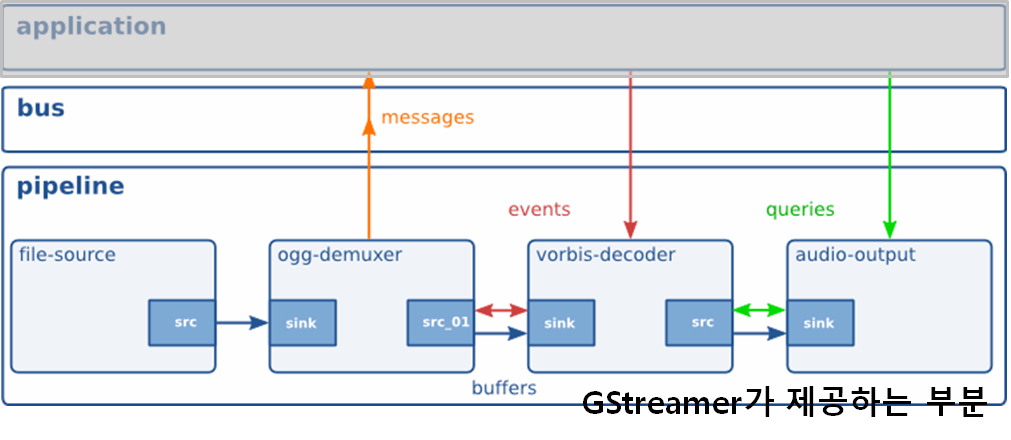 application
bus
messages
pipeline
events
queries
file-source
ogg-demuxer
vorbis-decoder
audio-output
src
sink
src_01
sink
src
sink
buffers
GStreamer가 제공하는 부분